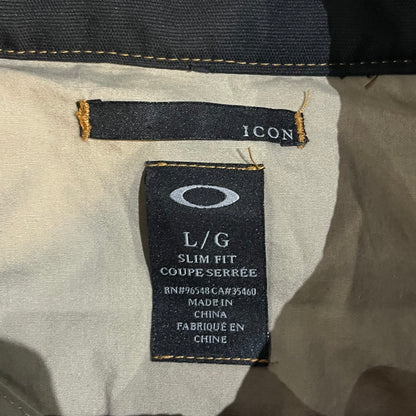 ICON
L/G
SLIM FIT
COUPE SERRÉE
RN#96548 CA#35460
MADE IN
CHINA
FABRIQUÉ EN
CHINE